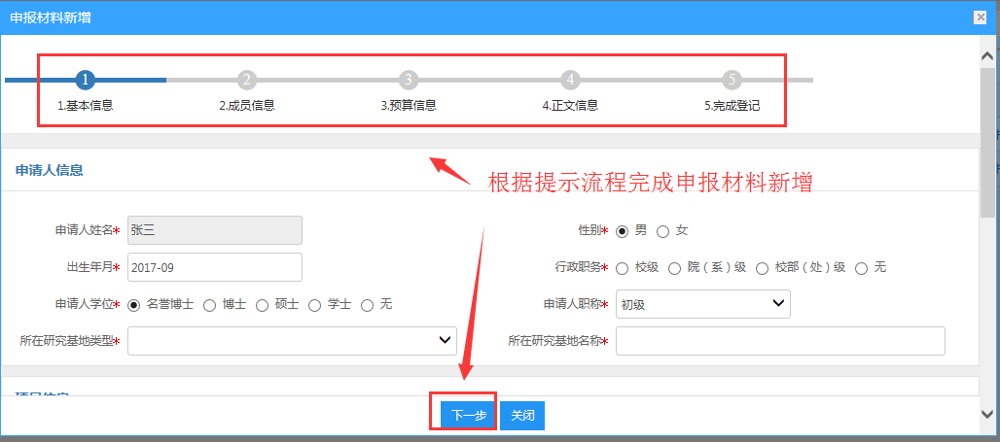 申报材料新增
1 2 3 4 5
1.基本信息 2.成员信息 3.预算信息 4.正文信息 5.完成登记
申请人信息
根据提示流程完成申报材料新增
申请人姓名* 张三 性别* 男 女
出生年月* 2017-09 行政职务* 校级 院（系）级 校部（处）级 无
申请人学位* 名誉博士 博士 硕士 学士 无 申请人职称* 初级
所在研究基地类型* 所在研究基地名称*
下一步 关闭